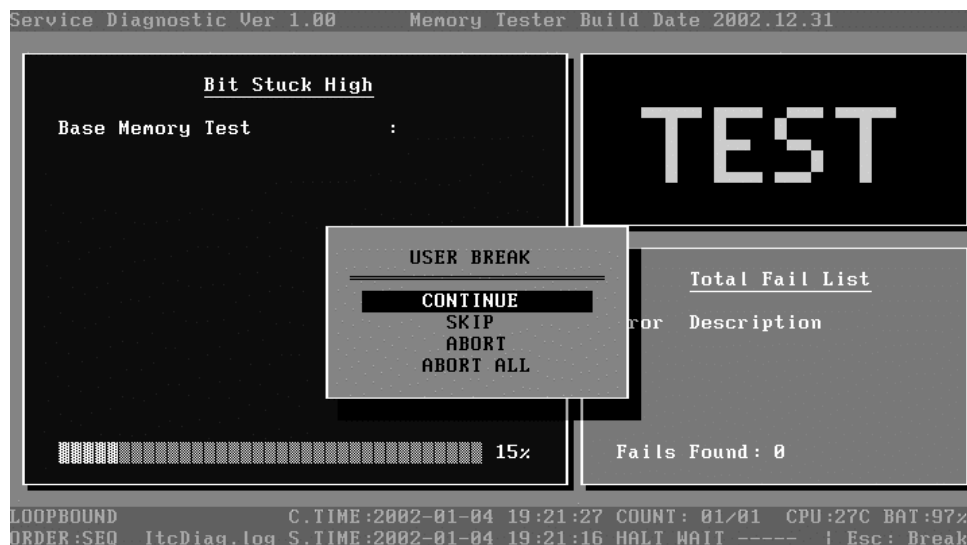 Service Diagnostic Ver 1.00 Memory Tester Build Date 2002.12.31
Bit Stuck High
Base Memory Test :
TEST
USER BREAK
CONTINUE
SKIP
ABORT
ABORT ALL
Total Fail List
ror Description
15%
Fails Found: 0
LOOPBOUND C.TIME:2002-01-04 19:21:27 COUNT: 01/01 CPU:27C BAT:97%
ORDER:SEQ ItcDiag.log S.TIME:2002-01-04 19:21:16 HALT WAIT ----- | Esc: Break